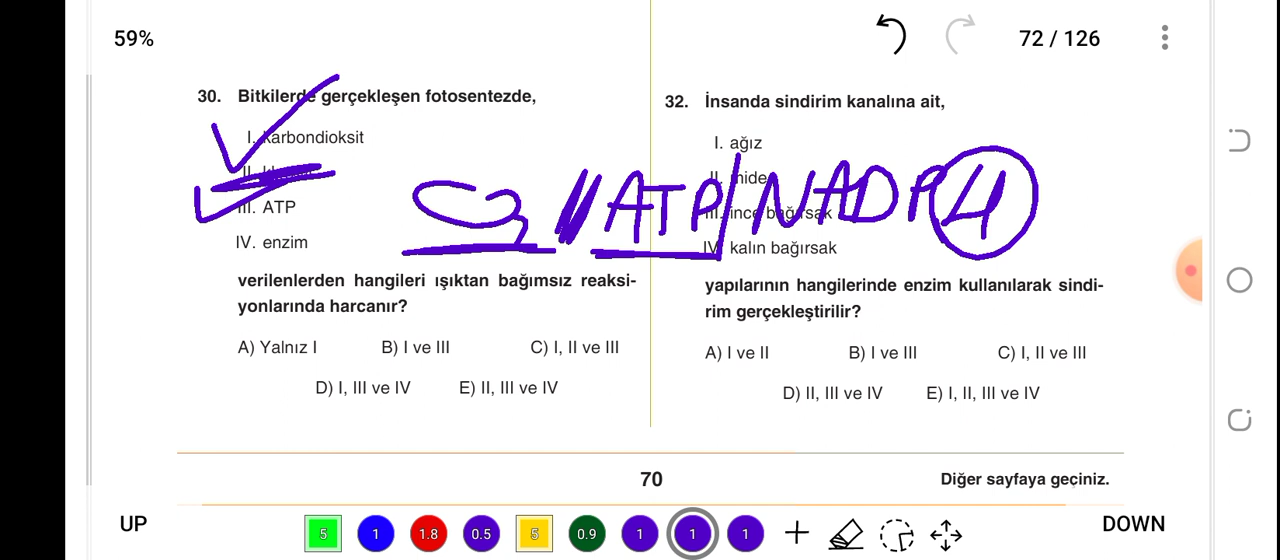 59%
72 / 126
30. Bitkilerde gerçekleşen fotosentezde,
I. karbondioksit
II.
III. ATP
IV. enzim
verilenlerden hangileri ışıktan bağımsız reaksi-
yonlarında harcanır?
A) Yalnız I B) I ve III C) I, II ve III
D) I, III ve IV E) II, III ve IV
ATP NADP
32. İnsanda sindirim kanalına ait,
I. ağız
II. mide
III. ince bağırsak
IV. kalın bağırsak
yapılarının hangilerinde enzim kullanılarak sindi-
rim gerçekleştirilir?
A) I ve II B) I ve III C) I, II ve III
D) II, III ve IV E) I, II, III ve IV
70
Diğer sayfaya geçiniz.
UP
5 1 1.8 0.5 5 0.9 1 1 1
DOWN